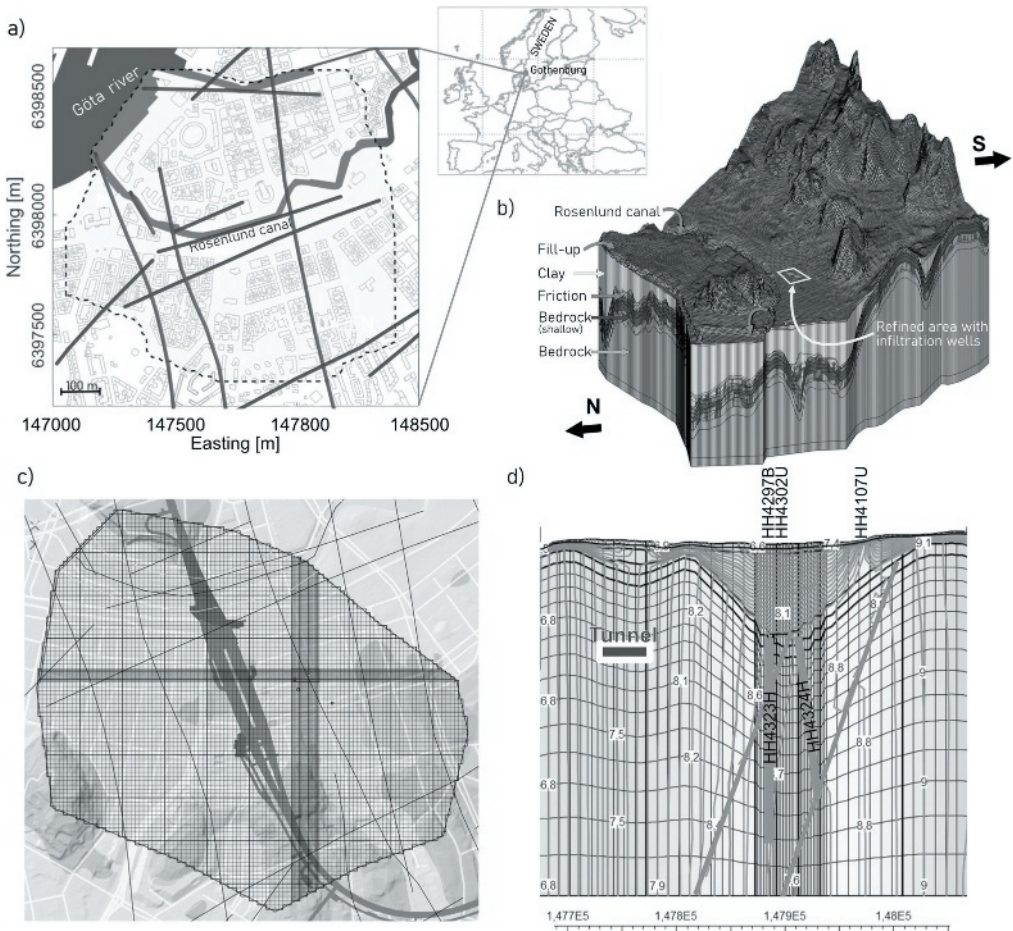 a)
Göta river
Rosenlund canal
6398500
6398000
6397500
Northing [m]
100 m
147000
147500
147800
148500
Easting [m]
SWEDEN
Gothenburg
b)
S
Rosenlund canal
Fill-up
Clay
Friction
Bedrock
(shallow)
Bedrock
Refined area with
infiltration wells
N
c)
d)
HH4297B
HH4302U
HH4107U
7.4
9.1
8.1
6.8
8.2
Tunnel
8.8
9
8.1
8.6
HH4323H
HH4324H
7.5
8.2
8.8
6.8
9
7.5
8.8
6.8
7.9
9
1,477E5
1,478E5
1,479E5
1,48E5